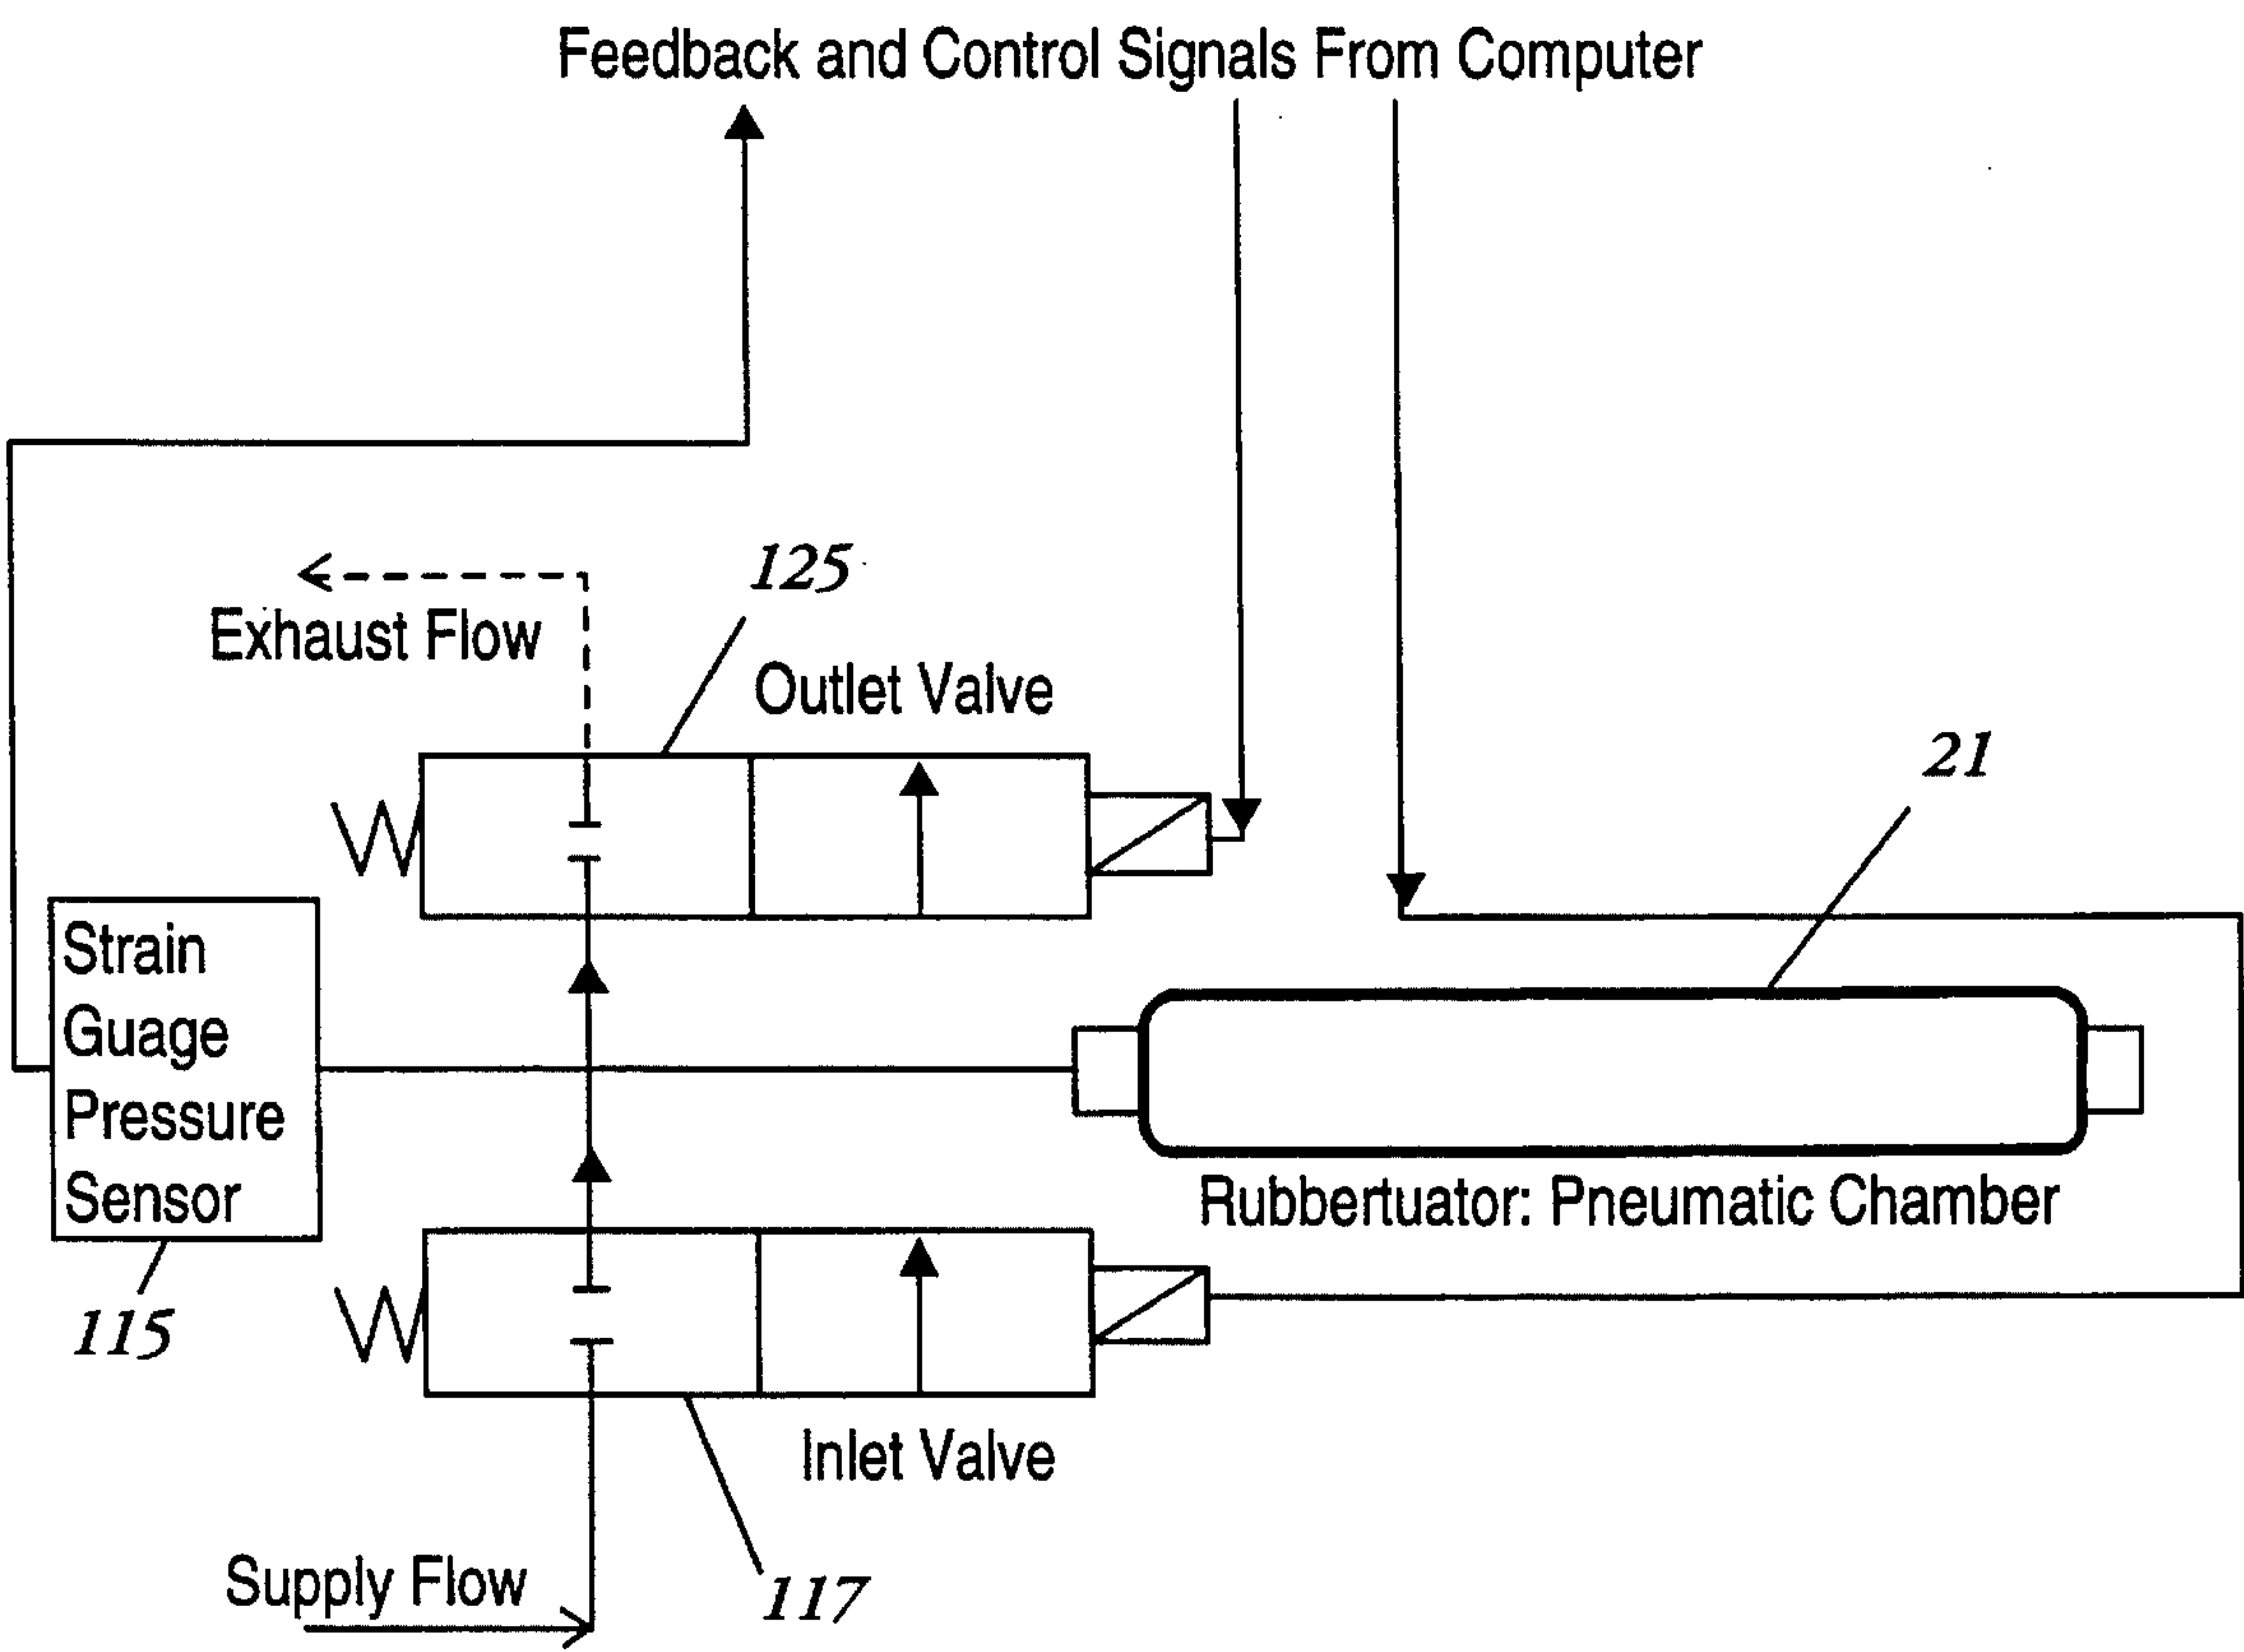 Feedback and Control Signals From Computer
125
Exhaust Flow
Outlet Valve
21
Strain
Guage
Pressure
Sensor
Rubbertuator: Pneumatic Chamber
115
Inlet Valve
Supply Flow
117